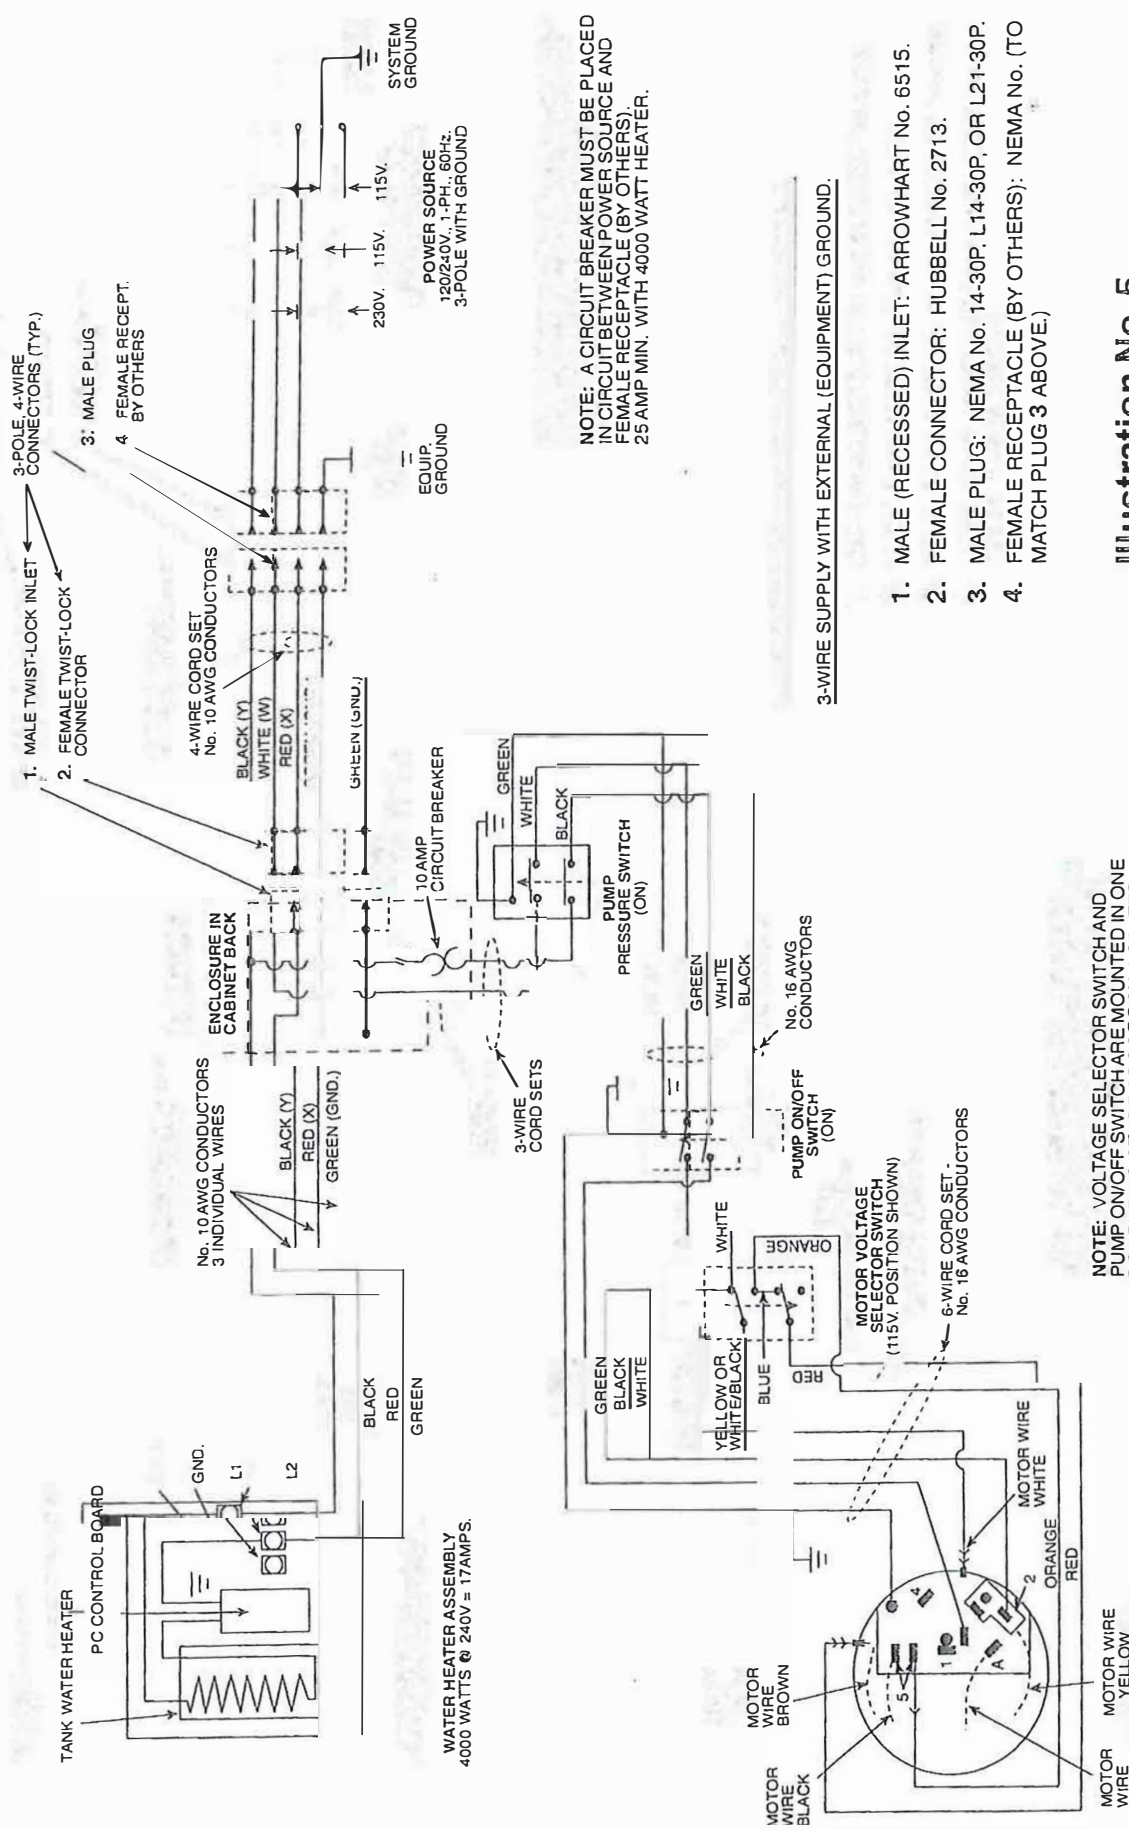 1. MALE TWIST-LOCK INLET
2. FEMALE TWIST-LOCK
CONNECTOR
3-POLE, 4-WIRE
CONNECTORS (TYP.)
3. MALE PLUG
4 FEMALE RECEPT.
BY OTHERS
4-WIRE CORD SET
No. 10 AWG CONDUCTORS
BLACK (Y)
WHITE (W)
RED (X)
GREEN (GND.)
EQUIP.
GROUND
230V.
115V.
115V.
POWER SOURCE
120/240V., 1-PH., 60Hz.
3-POLE WITH GROUND
SYSTEM
GROUND
NOTE: A CIRCUIT BREAKER MUST BE PLACED
IN CIRCUIT BETWEEN POWER SOURCE AND
FEMALE RECEPTACLE (BY OTHERS).
25 AMP MIN. WITH 4000 WATT HEATER.
TANK WATER HEATER
PC CONTROL BOARD
GND.
L1
L2
BLACK
RED
GREEN
WATER HEATER ASSEMBLY
4000 WATTS @ 240V = 17AMPS.
No. 10 AWG CONDUCTORS
3 INDIVIDUAL WIRES
BLACK (Y)
RED (X)
GREEN (GND.)
ENCLOSURE IN
CABINET BACK
10 AMP
CIRCUIT BREAKER
3-WIRE
CORD SETS
GREEN
WHITE
BLACK
PUMP
PRESSURE SWITCH
(ON)
GREEN
WHITE
BLACK
No. 16 AWG
CONDUCTORS
PUMP ON/OFF
SWITCH
(ON)
GREEN
BLACK
WHITE
YELLOW OR
WHITE/BLACK
WHITE
BLUE
ORANGE
RED
MOTOR VOLTAGE
SELECTOR SWITCH
(115V. POSITION SHOWN)
6-WIRE CORD SET -
No. 16 AWG CONDUCTORS
MOTOR
WIRE
BROWN
MOTOR
WIRE
BLACK
5
1
4
A
2
MOTOR WIRE
WHITE
ORANGE
RED
MOTOR
WIRE
MOTOR WIRE
YELLOW
3-WIRE SUPPLY WITH EXTERNAL (EQUIPMENT) GROUND.
1. MALE (RECESSED) INLET: ARROWHART No. 6515.
2. FEMALE CONNECTOR: HUBBELL No. 2713.
3. MALE PLUG: NEMA No. 14-30P, L14-30P, OR L21-30P.
4. FEMALE RECEPTACLE (BY OTHERS): NEMA No. (TO
MATCH PLUG 3 ABOVE.)
NOTE: VOLTAGE SELECTOR SWITCH AND
PUMP ON/OFF SWITCH ARE MOUNTED IN ONE
Illustration No. 5